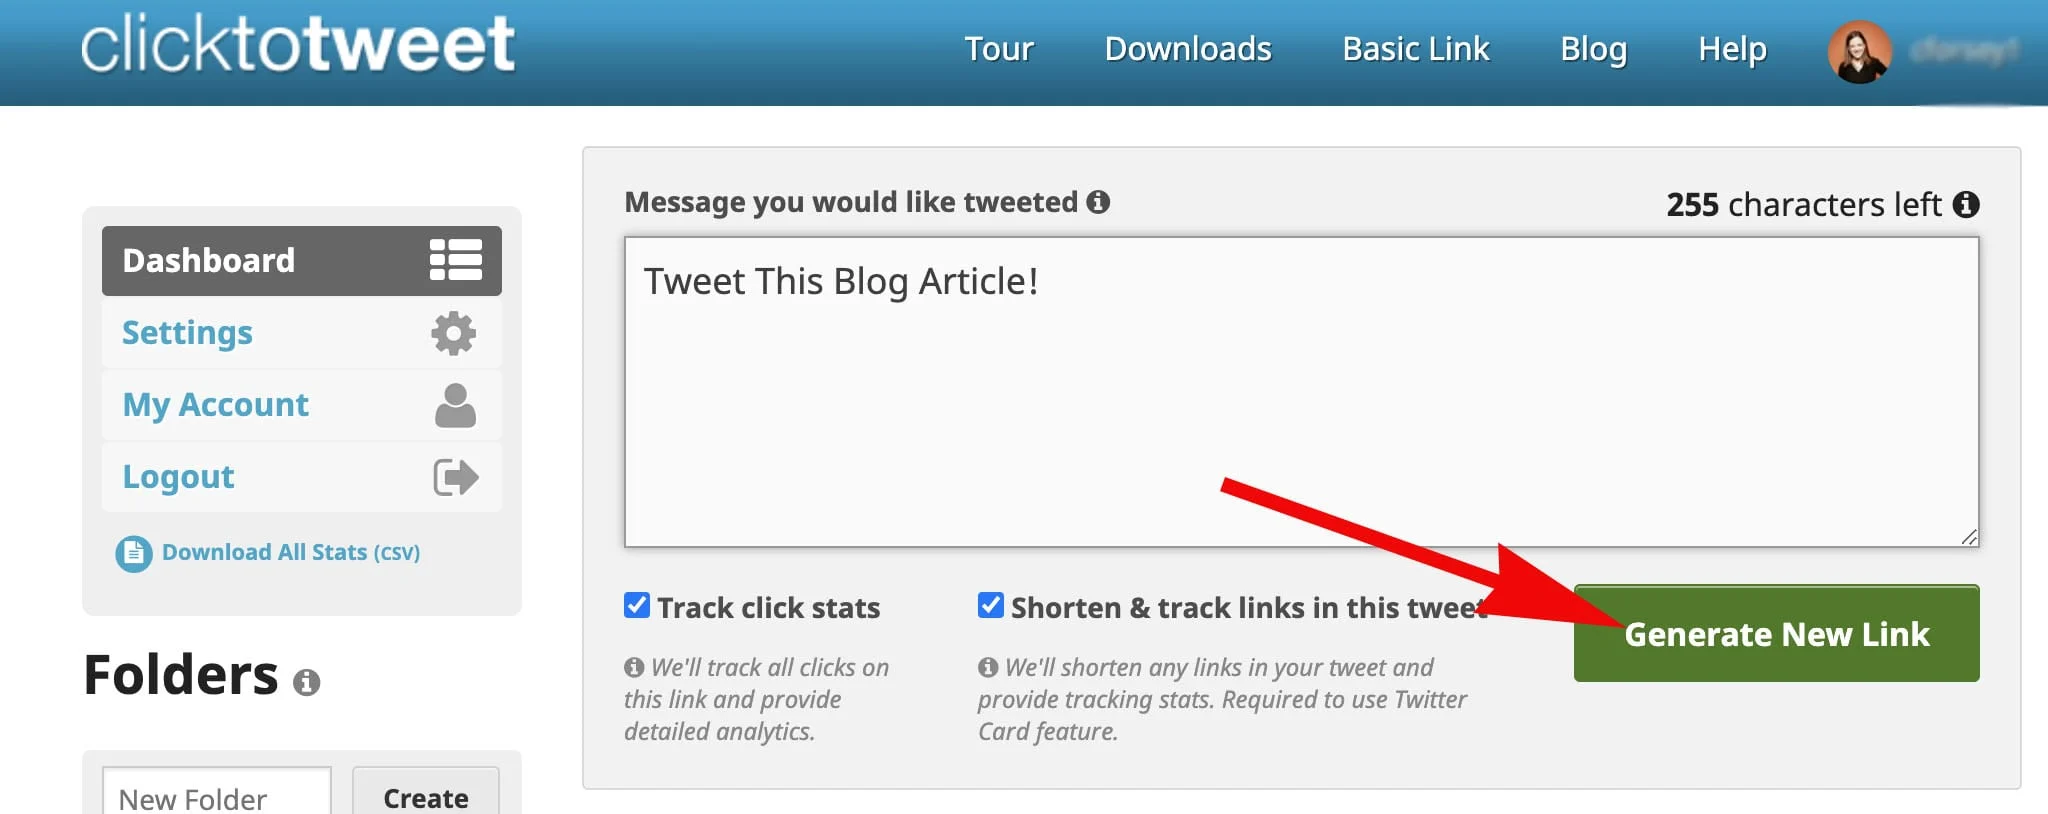 clicktotweet
Tour Downloads Basic Link Blog Help
Dashboard
Settings
My Account
Logout
Download All Stats (CSV)
Folders
New Folder Create
Message you would like tweeted 255 characters left
Tweet This Blog Article!
Track click stats
We'll track all clicks on
this link and provide
detailed analytics.
Shorten & track links in this tweet
We'll shorten any links in your tweet and
provide tracking stats. Required to use Twitter
Card feature.
Generate New Link